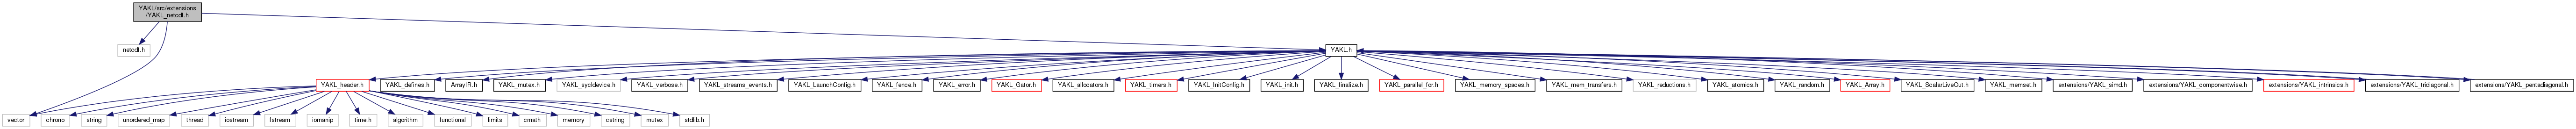 YAKL/src/extensions
/YAKL_netcdf.h
netcdf.h
YAKL.h
YAKL_header.h
YAKL_defines.h
ArrayIR.h
YAKL_mutex.h
YAKL_sycldevice.h
YAKL_verbose.h
YAKL_streams_events.h
YAKL_LaunchConfig.h
YAKL_fence.h
YAKL_error.h
YAKL_Gator.h
YAKL_allocators.h
YAKL_timers.h
YAKL_InitConfig.h
YAKL_init.h
YAKL_finalize.h
YAKL_parallel_for.h
YAKL_memory_spaces.h
YAKL_mem_transfers.h
YAKL_reductions.h
YAKL_atomics.h
YAKL_random.h
YAKL_Array.h
YAKL_ScalarLiveOut.h
YAKL_memset.h
extensions/YAKL_simd.h
extensions/YAKL_componentwise.h
extensions/YAKL_intrinsics.h
extensions/YAKL_tridiagonal.h
extensions/YAKL_pentadiagonal.h
vector
chrono
string
unordered_map
thread
iostream
fstream
iomanip
time.h
algorithm
functional
limits
cmath
memory
cstring
mutex
stdlib.h